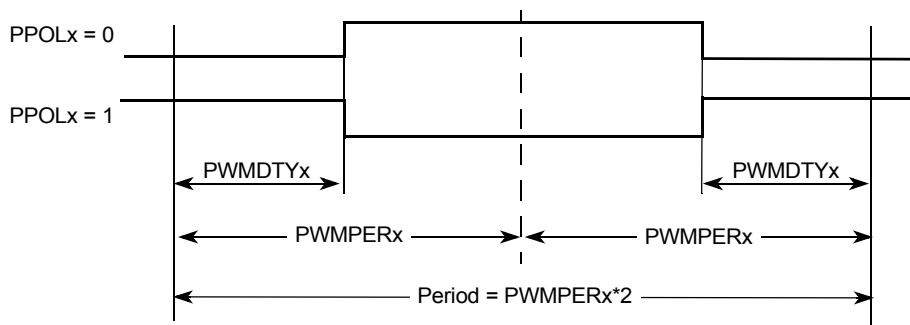 PPOLx = 0
PPOLx = 1
PWMDTYx
PWMDTYx
PWMPERx
PWMPERx
Period = PWMPERx*2